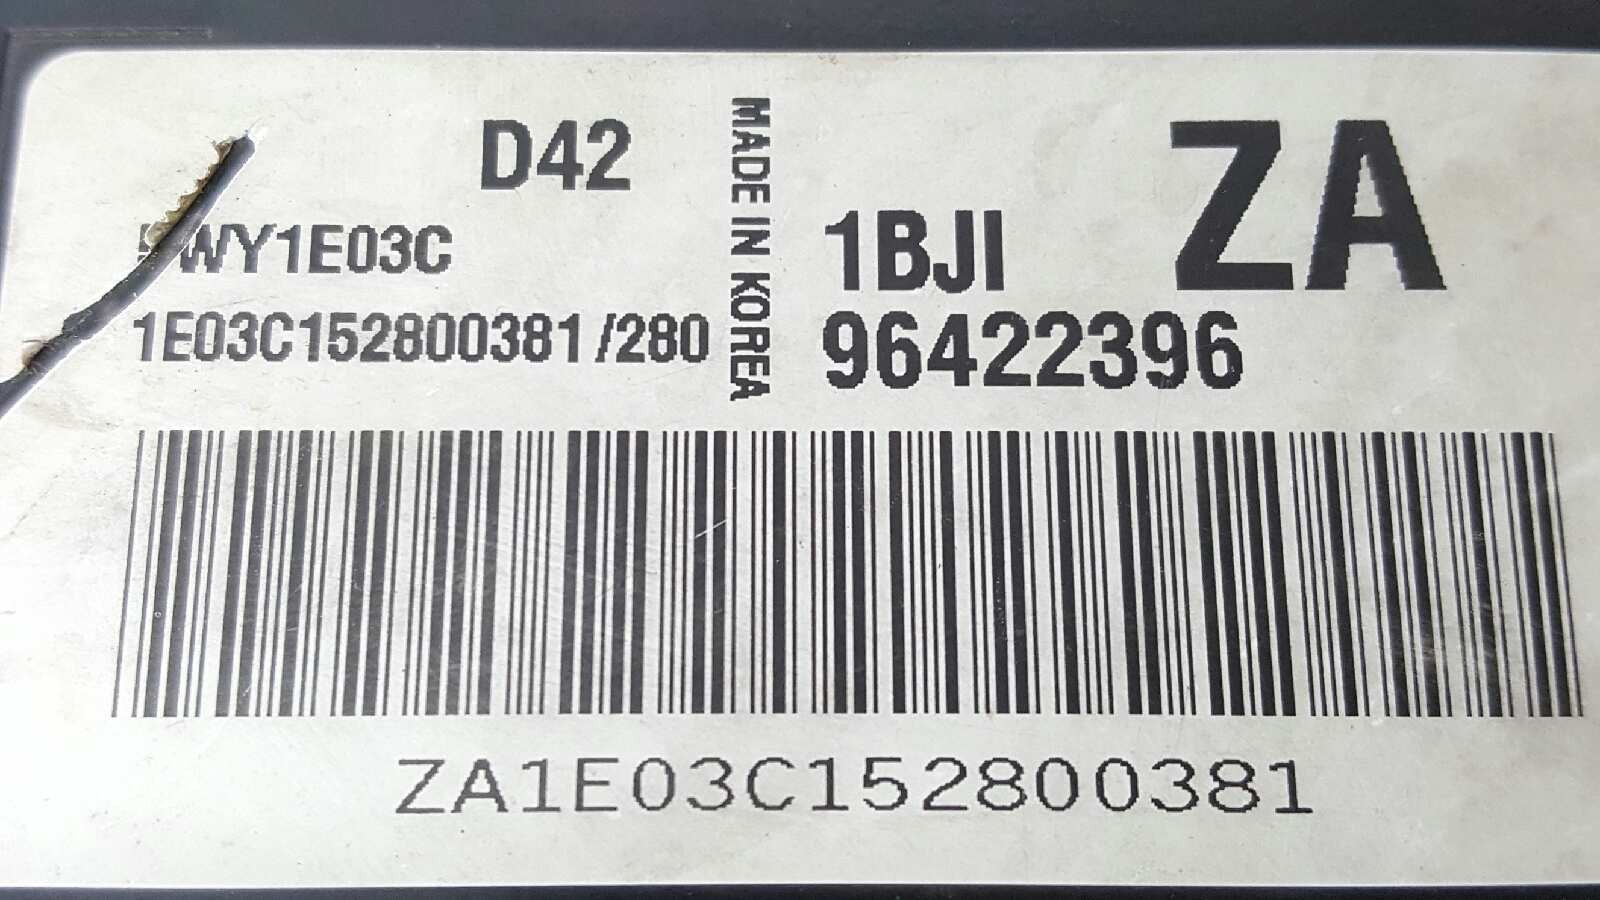 D42
WY1E03C
1E03C152800381/280
MADE IN KOREA
1BJI
ZA
96422396
ZA1E03C152800381